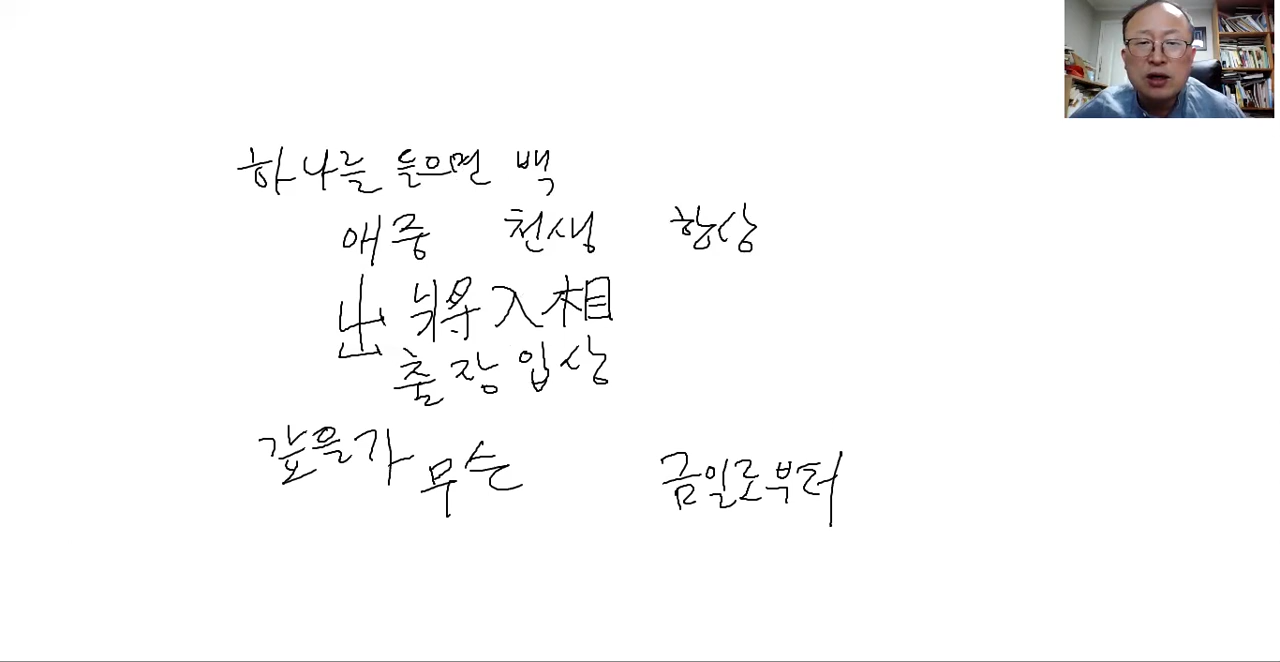 하나를 들으면 백
애중 천생 항상
出將入相
출장입상
갚을가 무슨 금일로부터